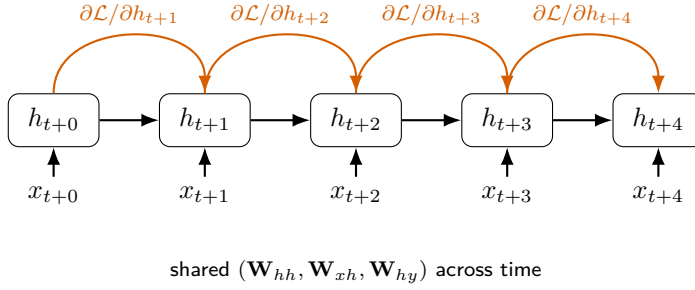 ∂ℒ/∂h_{t+1} ∂ℒ/∂h_{t+2} ∂ℒ/∂h_{t+3} ∂ℒ/∂h_{t+4}
h_{t+0} h_{t+1} h_{t+2} h_{t+3} h_{t+4}
x_{t+0} x_{t+1} x_{t+2} x_{t+3} x_{t+4}
shared (𝐖_{hh}, 𝐖_{xh}, 𝐖_{hy}) across time